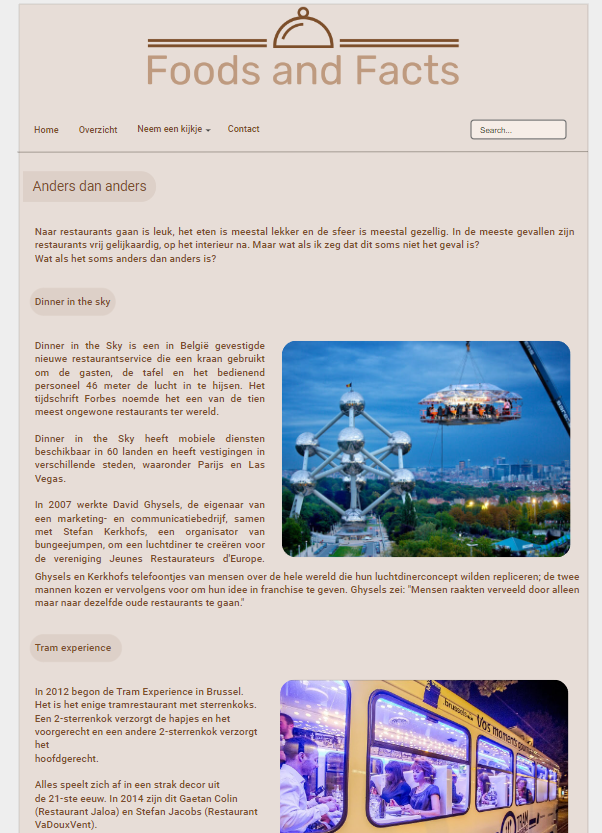 Foods and Facts
Home Overzicht Neem een kijkje Contact Search...
Anders dan anders
Naar restaurants gaan is leuk, het eten is meestal lekker en de sfeer is meestal gezellig. In de meeste gevallen zijn
restaurants vrij gelijkaardig, op het interieur na. Maar wat als ik zeg dat dit soms niet het geval is?
Wat als het soms anders dan anders is?
Dinner in the sky
Dinner in the Sky is een in België gevestigde
nieuwe restaurantservice die een kraan gebruikt
om de gasten, de tafel en het bedienend
personeel 46 meter de lucht in te hijsen. Het
tijdschrift Forbes noemde het een van de tien
meest ongewone restaurants ter wereld.
Dinner in the Sky heeft mobiele diensten
beschikbaar in 60 landen en heeft vestigingen in
verschillende steden, waaronder Parijs en Las
Vegas.
In 2007 werkte David Ghysels, de eigenaar van
een marketing- en communicatiebedrijf, samen
met Stefan Kerkhofs, een organisator van
bungeejumpen, om een luchtdiner te creëren voor
de vereniging Jeunes Restaurateurs d'Europe.
Ghysels en Kerkhofs telefoontjes van mensen over de hele wereld die hun luchtdinerconcept wilden repliceren; de twee
mannen kozen er vervolgens voor om hun idee in franchise te geven. Ghysels zei: "Mensen raakten verveeld door alleen
maar naar dezelfde oude restaurants te gaan."
Tram experience
In 2012 begon de Tram Experience in Brussel.
Het is het enige tramrestaurant met sterrenkoks.
Een 2-sterrenkok verzorgt de hapjes en het
voorgerecht en een andere 2-sterrenkok verzorgt
het
hoofdgerecht.
Alles speelt zich af in een strak decor uit
de 21-ste eeuw. In 2014 zijn dit Gaetan Colin
(Restaurant Jaloa) en Stefan Jacobs (Restaurant
VaDouxVent).
Vos moments
TRAM